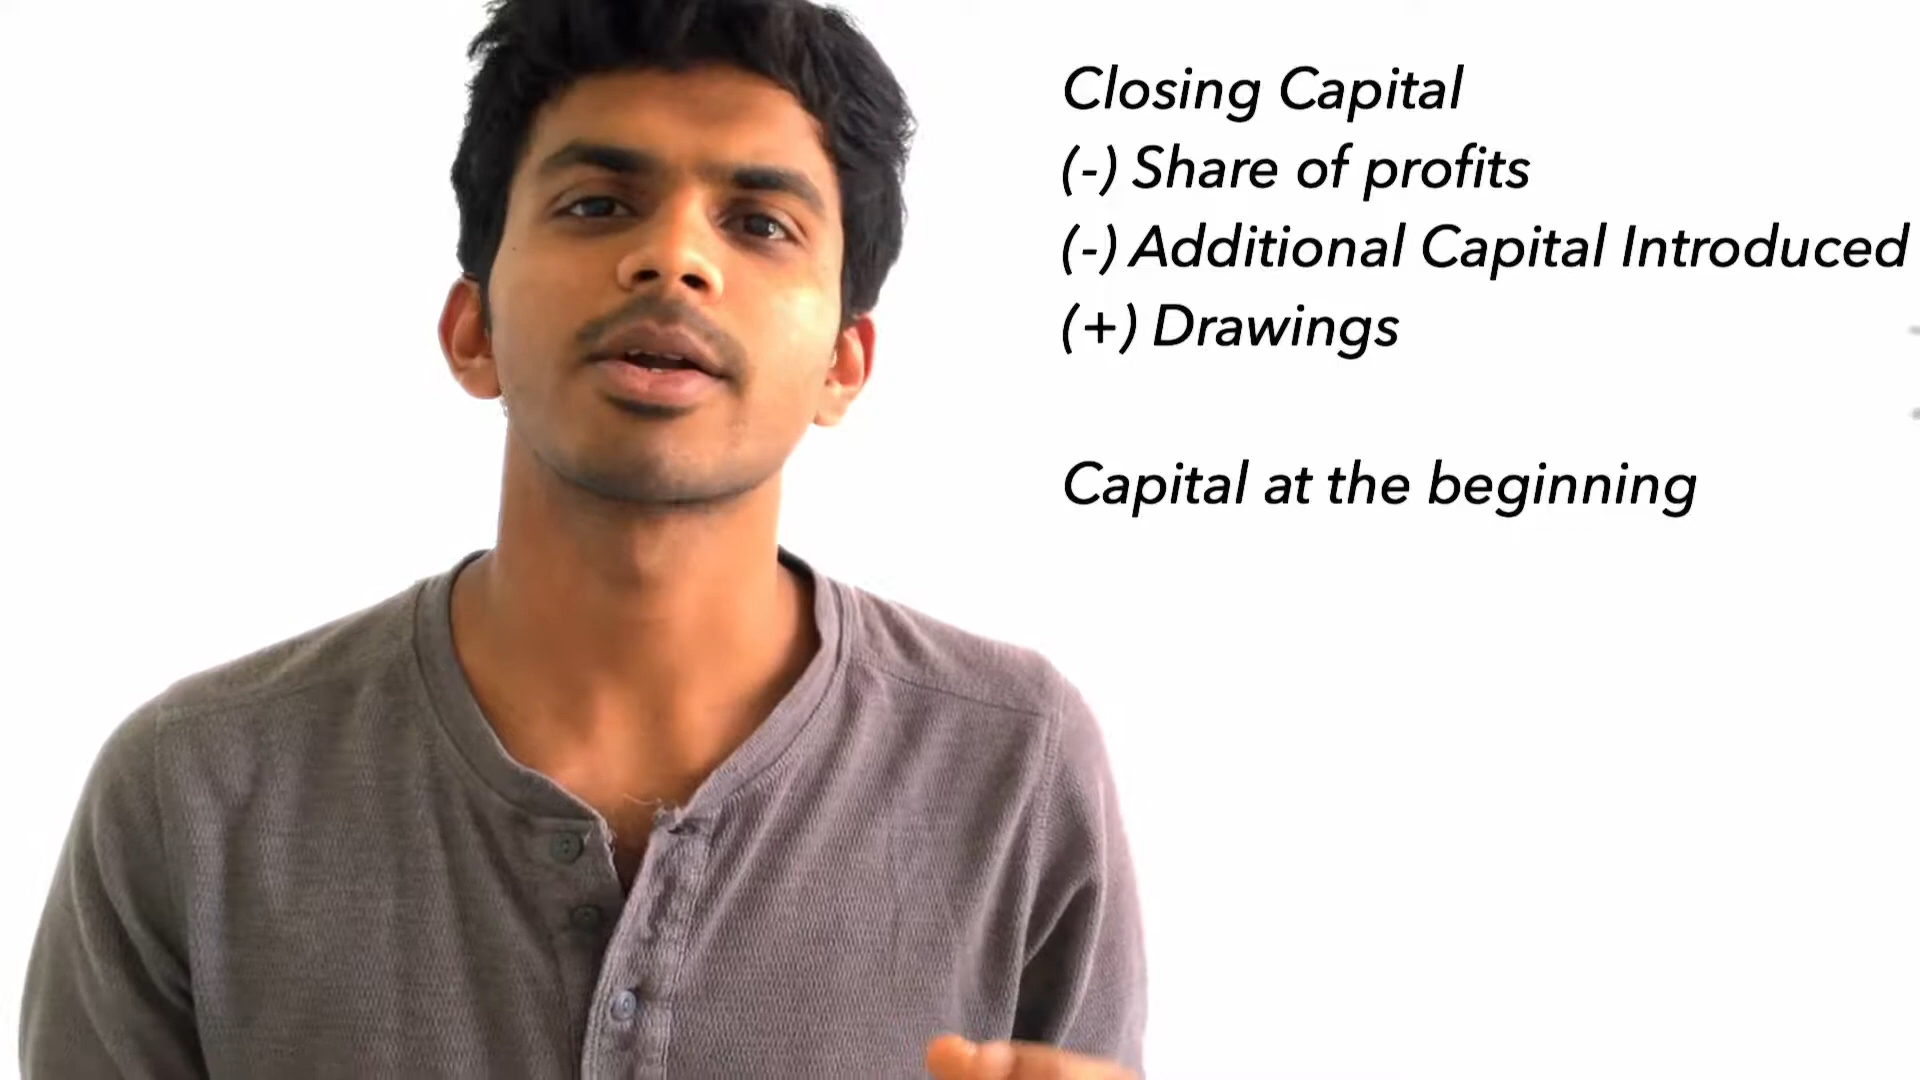 Closing Capital
(-) Share of profits
(-) Additional Capital Introduced
(+) Drawings
Capital at the beginning